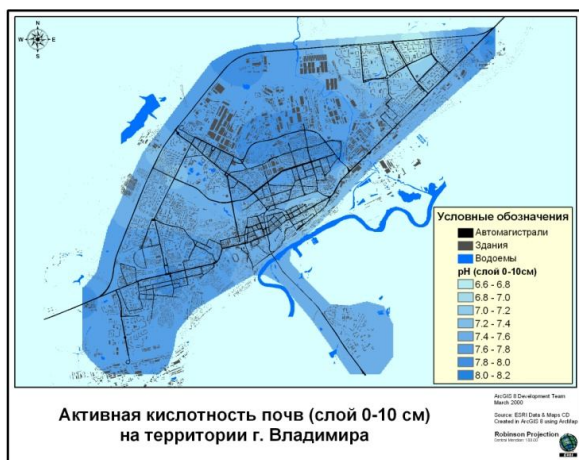 N
W E
S
Условные обозначения
Автомагистрали
Здания
Водоемы
pH (слой 0-10см)
6.6 - 6.8
6.8 - 7.0
7.0 - 7.2
7.2 - 7.4
7.4 - 7.6
7.6 - 7.8
7.8 - 8.0
8.0 - 8.2
Активная кислотность почв (слой 0-10 см)
на территории г. Владимира
ArcGIS 8 Development Team
March 2000
Source: ESRI Data & Maps CD
Created in ArcGIS 8 using ArcMap
Robinson Projection
Central Meridian:
ESRI